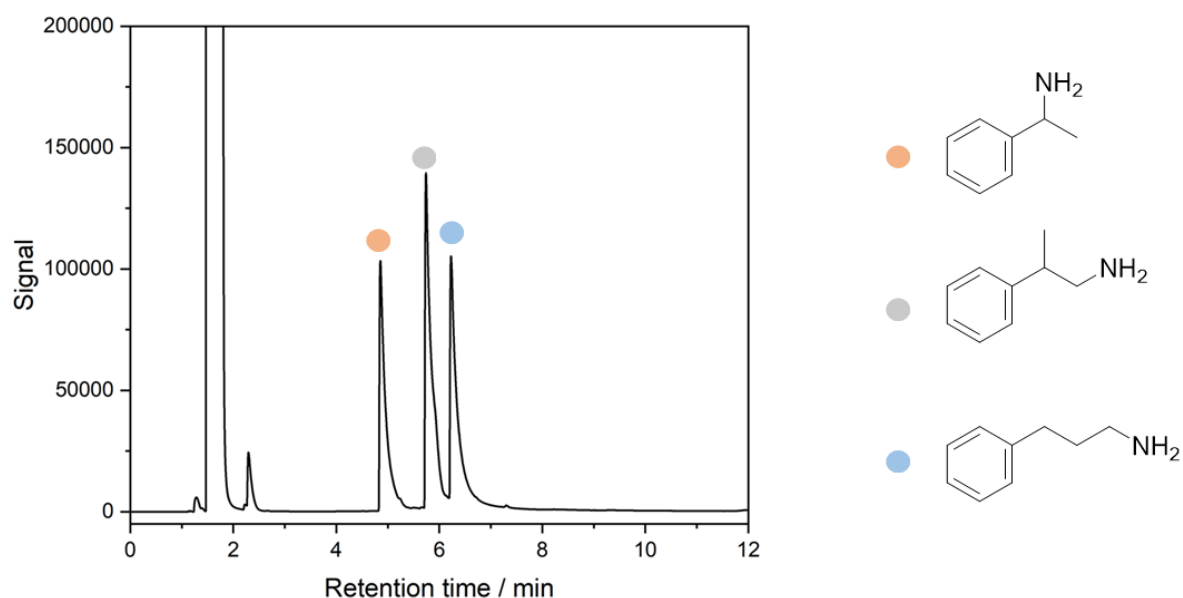 200000
150000
100000
50000
0
Signal
0 2 4 6 8 10 12
Retention time / min
NH₂
NH₂
NH₂